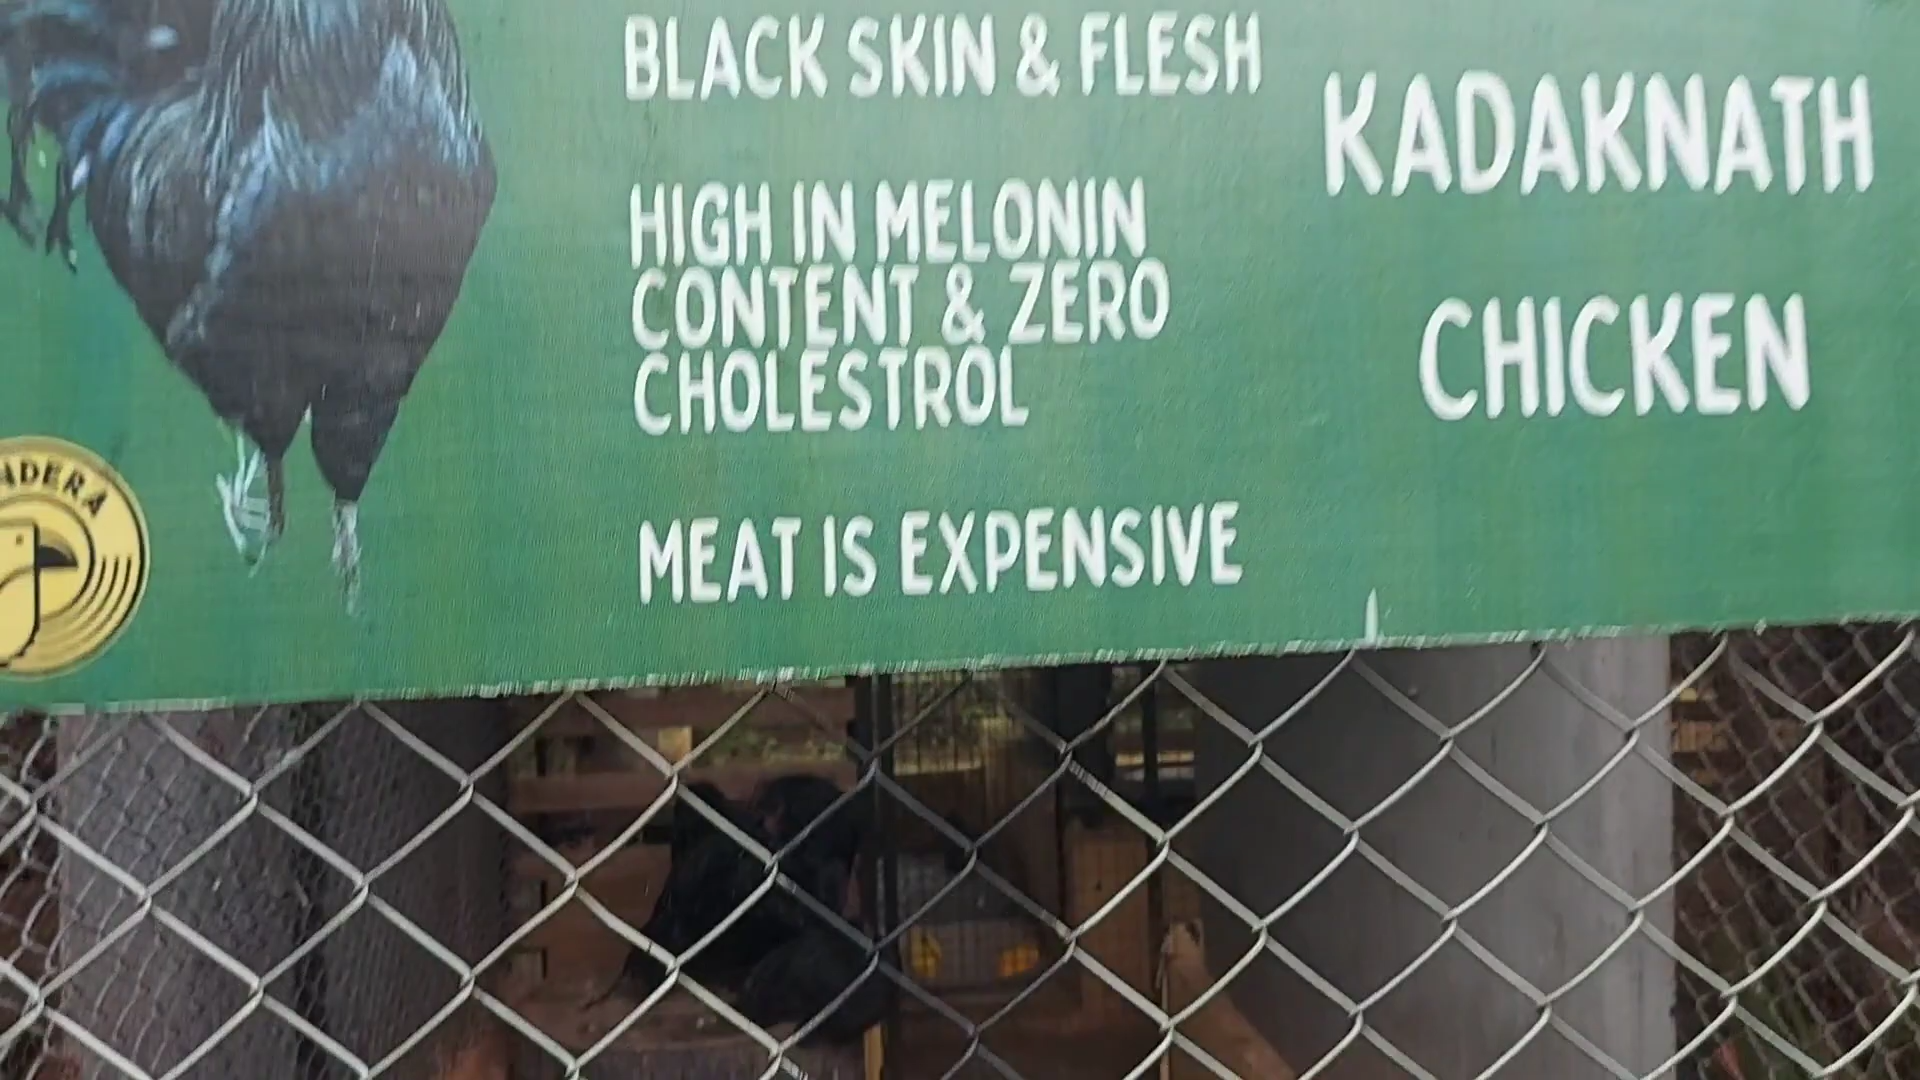 BLACK SKIN & FLESH
HIGH IN MELONIN
CONTENT & ZERO
CHOLESTROL
MEAT IS EXPENSIVE
KADAKNATH
CHICKEN